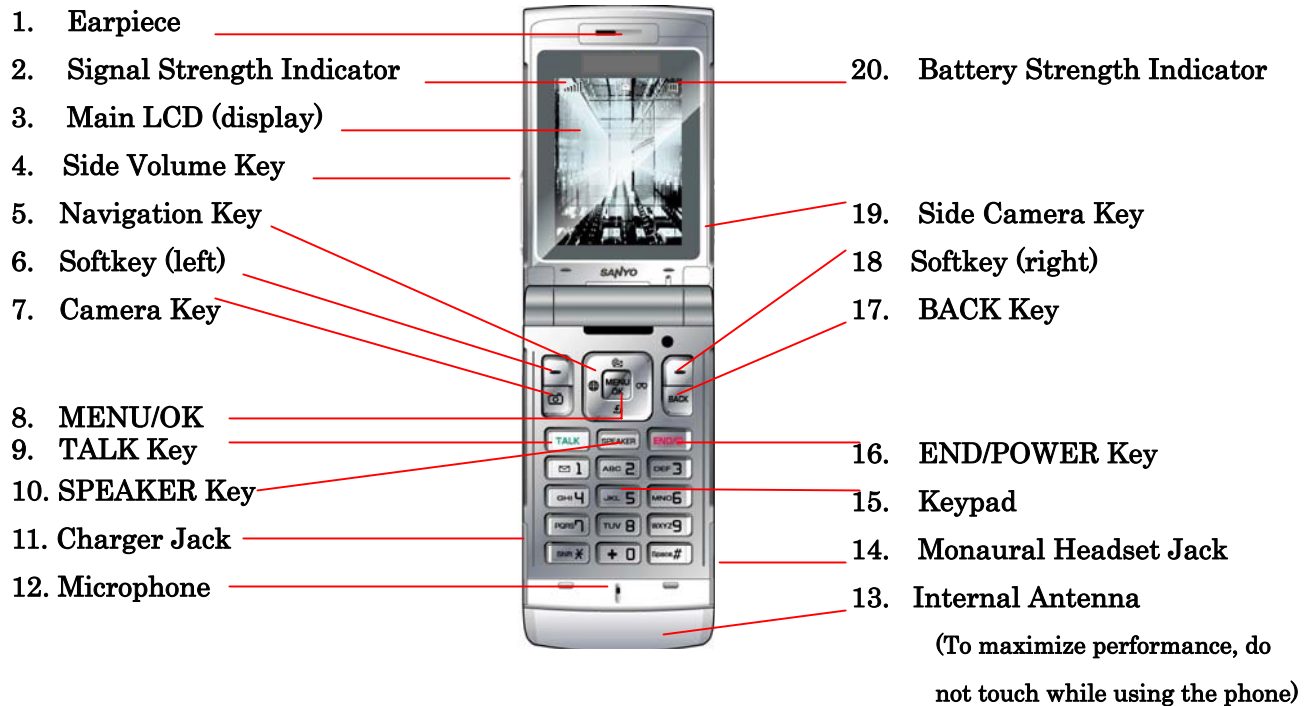 1. Earpiece
2. Signal Strength Indicator
3. Main LCD (display)
4. Side Volume Key
5. Navigation Key
6. Softkey (left)
7. Camera Key
8. MENU/OK
9. TALK Key
10. SPEAKER Key
11. Charger Jack
12. Microphone
SANYO
MENU
OK
BACK
TALK
SPEAKER
END/
1
ABC 2
DEF 3
GHI 4
JKL 5
MNO 6
PQRS 7
TUV 8
WXYZ 9
Shift *
+ 0
Space #
20. Battery Strength Indicator
19. Side Camera Key
18 Softkey (right)
17. BACK Key
16. END/POWER Key
15. Keypad
14. Monaural Headset Jack
13. Internal Antenna
(To maximize performance, do
not touch while using the phone)